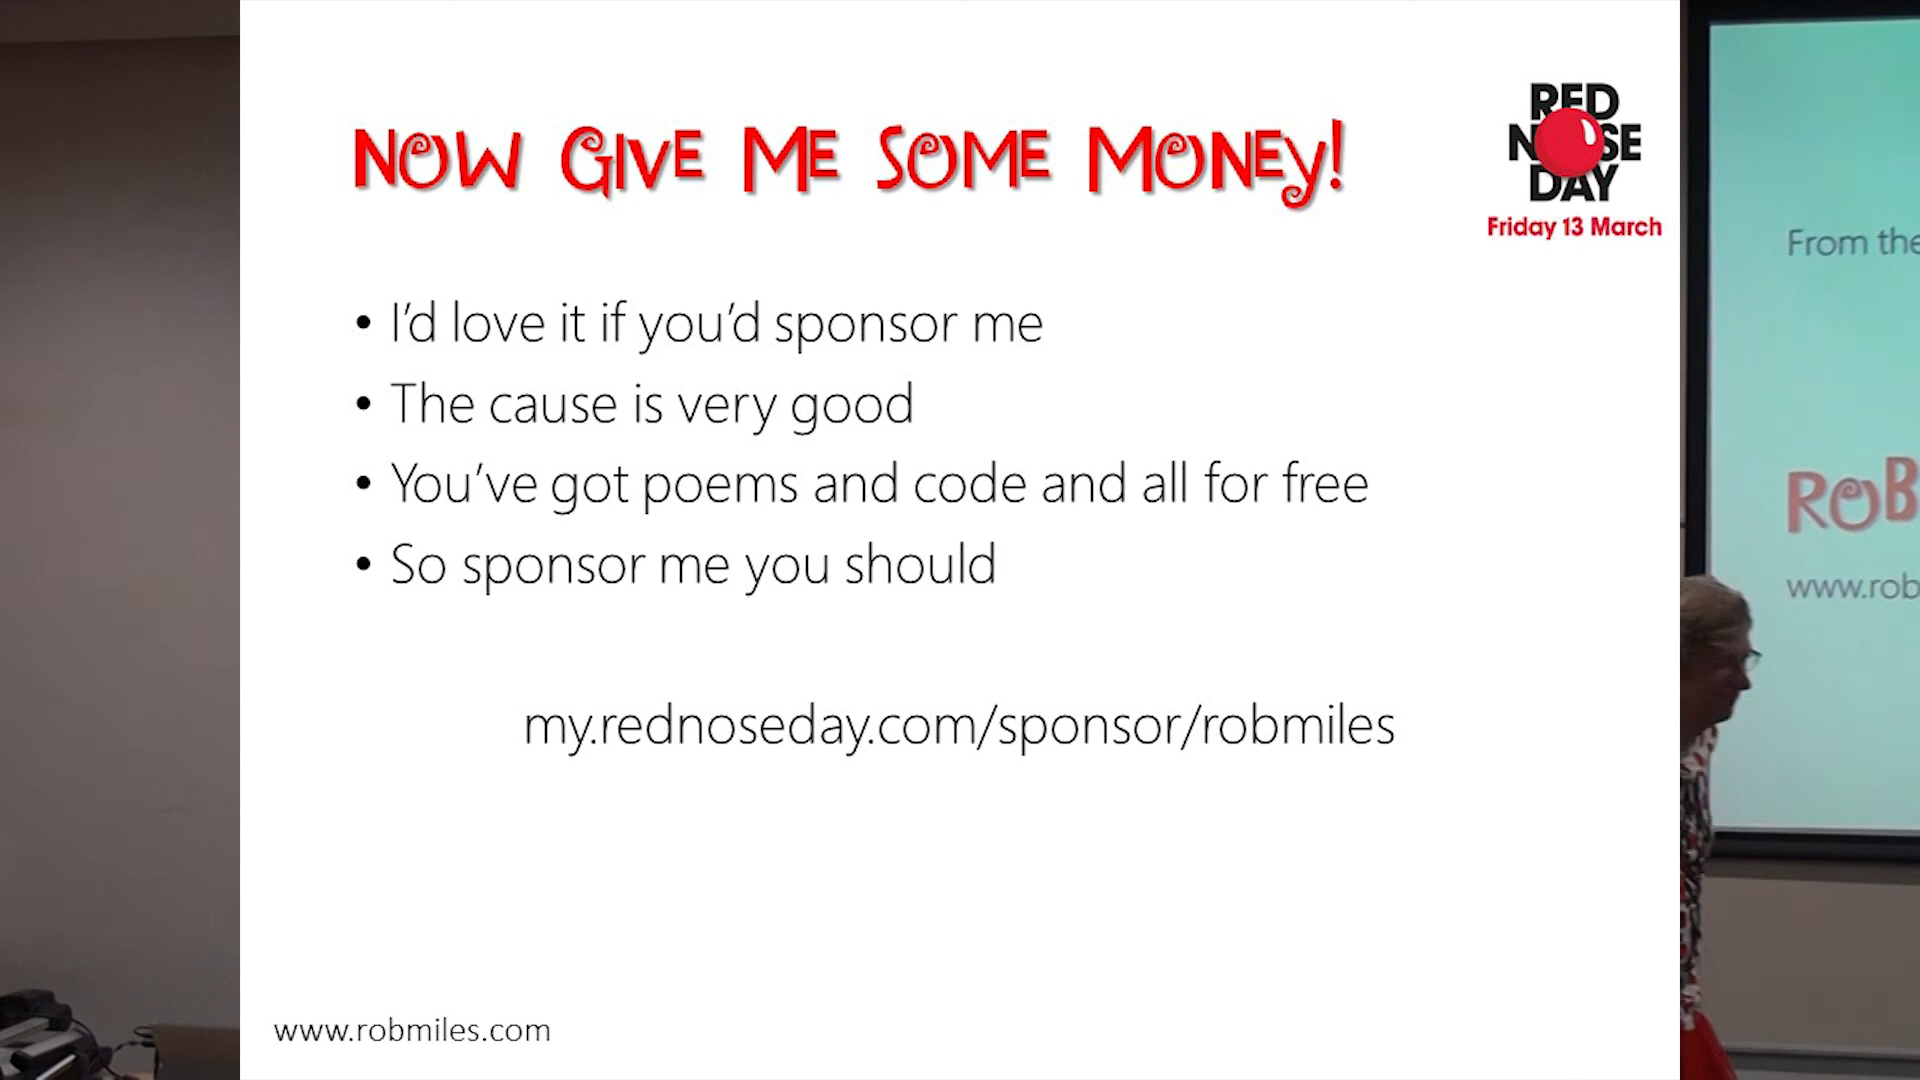 Now Give Me Some Money!
RED
NOSE
DAY
Friday 13 March
• I’d love it if you’d sponsor me
• The cause is very good
• You’ve got poems and code and all for free
• So sponsor me you should
my.rednoseday.com/sponsor/robmiles
www.robmiles.com
From the
RoB
www.rob